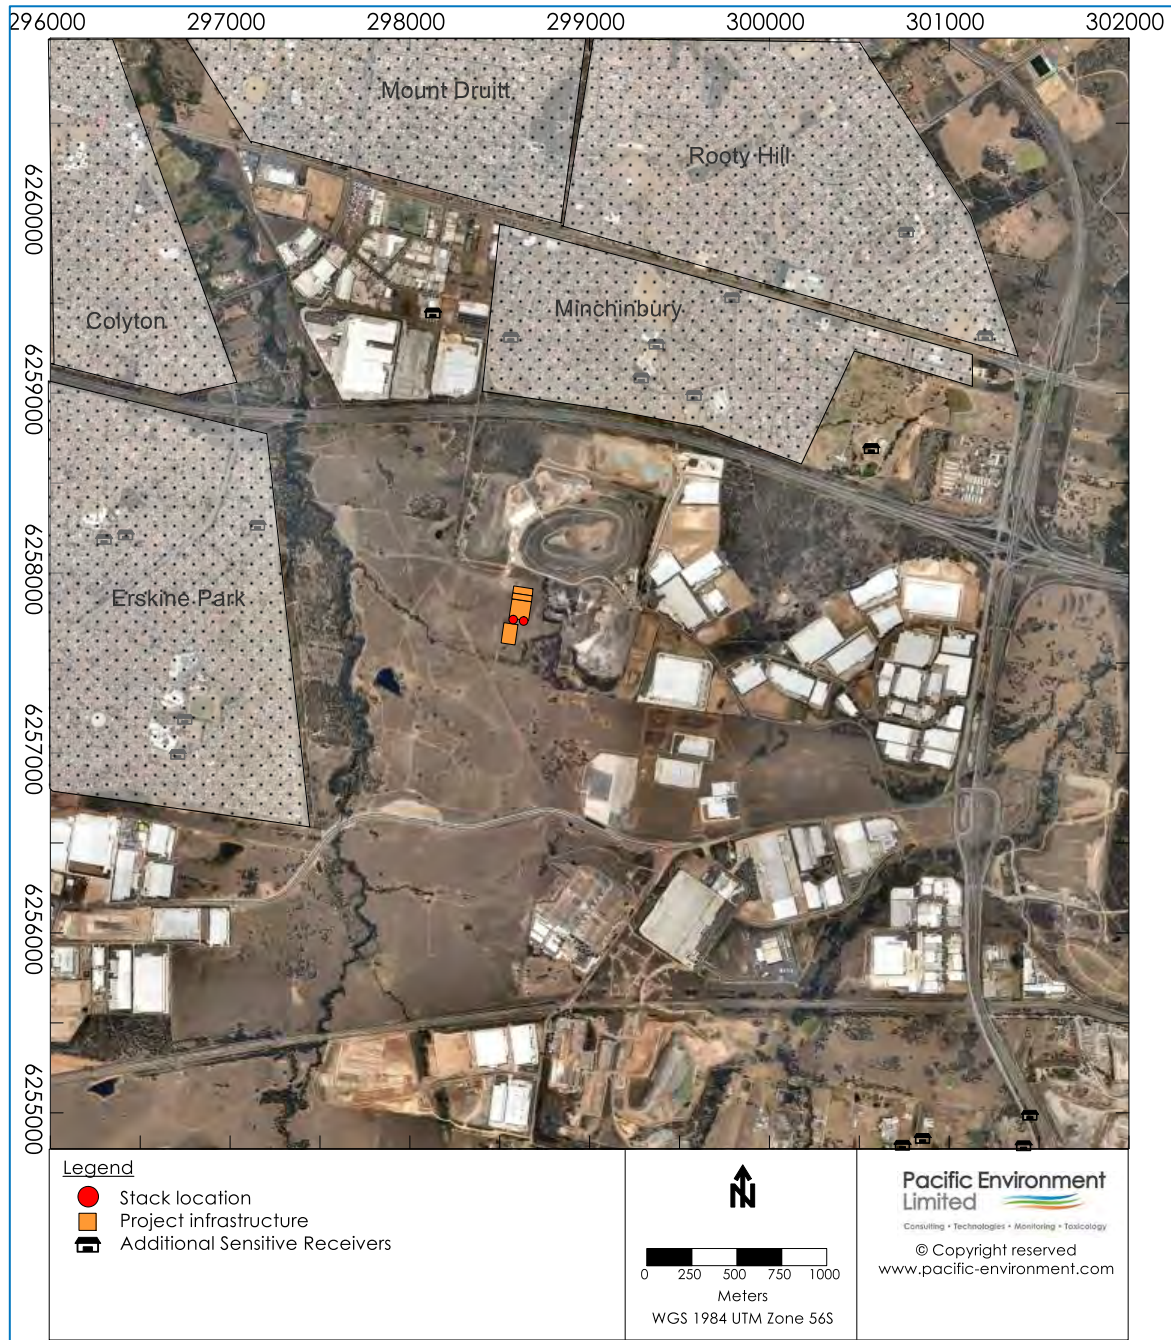 296000 297000 298000 299000 300000 301000 302000
Mount Druitt
Rooty Hill
6260000
Minchinbury
Colyton
6259000
6258000
Erskine Park
6257000
6256000
6255000
Legend
Stack location
Project infrastructure
Additional Sensitive Receivers
N
0 250 500 750 1000
Meters
WGS 1984 UTM Zone 56S
Pacific Environment
Limited
Consulting • Technologies • Monitoring • Toxicology
© Copyright reserved
www.pacific-environment.com